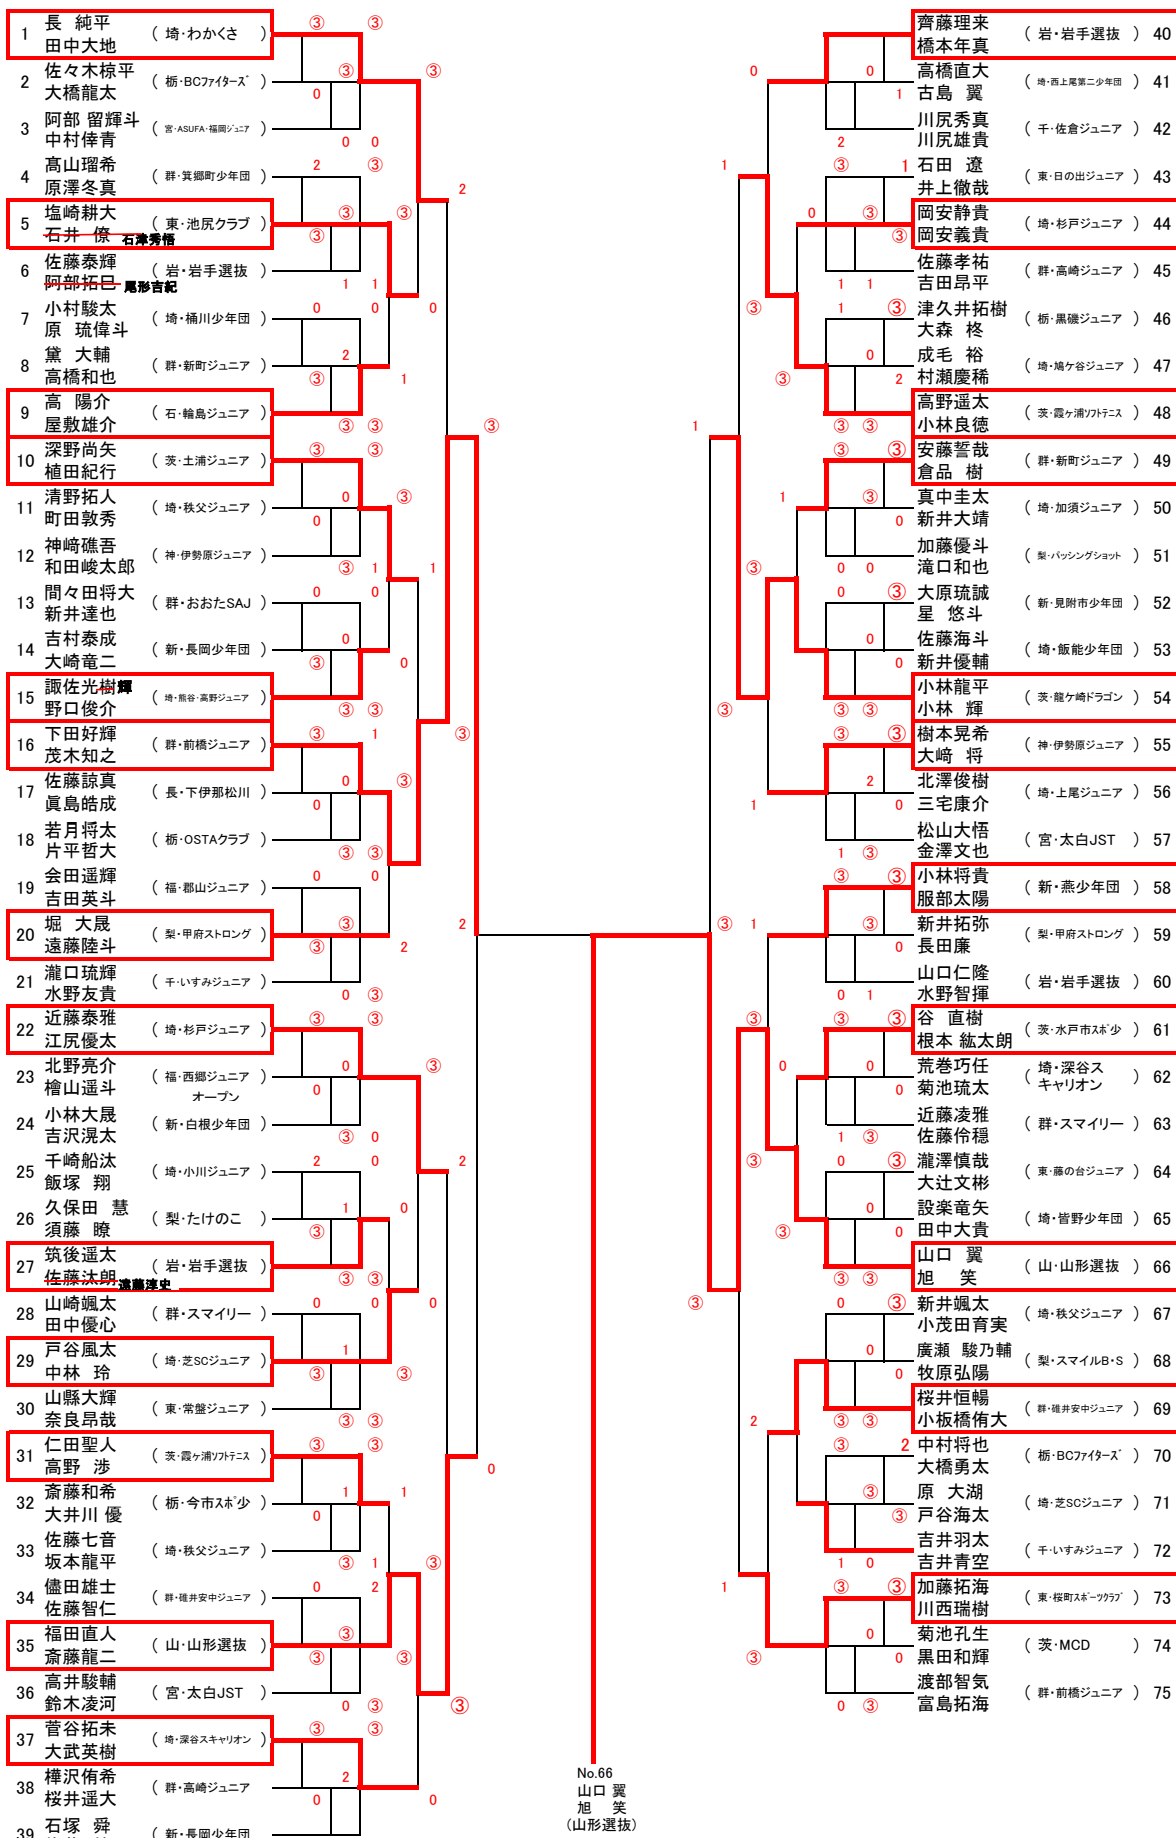 1 長 純平 田中大地 ( 埼・わかくさ )
2 佐々木椋平 大橋龍太 ( 栃・BCファイターズ )
3 阿部 留輝斗 中村倖青 ( 宮・ASUFA・福岡ジュニア )
4 髙山瑠希 原澤冬真 ( 群・箕郷町少年団 )
5 塩崎耕大 石井 僚 石津秀悟 ( 東・池尻クラブ )
6 佐藤泰輝 阿部拓巳 尾形吉紀 ( 岩・岩手選抜 )
7 小村駿太 原 琉偉斗 ( 埼・桶川少年団 )
8 黛 大輔 高橋和也 ( 群・新町ジュニア )
9 高 陽介 屋敷雄介 ( 石・輪島ジュニア )
10 深野尚矢 植田紀行 ( 茨・土浦ジュニア )
11 清野拓人 町田敦秀 ( 埼・秩父ジュニア )
12 神﨑礁吾 和田峻太郎 ( 神・伊勢原ジュニア )
13 間々田将大 新井達也 ( 群・おおたSAJ )
14 吉村泰成 大崎竜二 ( 新・長岡少年団 )
15 諏佐光樹 輝 野口俊介 ( 埼・熊谷・高野ジュニア )
16 下田好輝 茂木知之 ( 群・前橋ジュニア )
17 佐藤諒真 眞島皓成 ( 長・下伊那松川 )
18 若月将太 片平哲大 ( 栃・OSTAクラブ )
19 会田遥輝 吉田英斗 ( 福・郡山ジュニア )
20 堀 大晟 遠藤陸斗 ( 梨・甲府ストロング )
21 瀧口琉輝 水野友貴 ( 千・いすみジュニア )
22 近藤泰雅 江尻優太 ( 埼・杉戸ジュニア )
23 北野亮介 檜山遥斗 ( 福・西郷ジュニア オープン )
24 小林大晟 吉沢滉太 ( 新・白根少年団 )
25 千崎船汰 飯塚 翔 ( 埼・小川ジュニア )
26 久保田 慧 須藤 瞭 ( 梨・たけのこ )
27 筑後遥太 佐藤汰朗 遠藤淳史 ( 岩・岩手選抜 )
28 山崎颯太 田中優心 ( 群・スマイリー )
29 戸谷風太 中林 玲 ( 埼・芝SCジュニア )
30 山縣大輝 奈良昂哉 ( 東・常盤ジュニア )
31 仁田聖人 高野 渉 ( 茨・霞ヶ浦ソフトテニス )
32 斎藤和希 大井川 優 ( 栃・今市スポ少 )
33 佐藤七音 坂本龍平 ( 埼・秩父ジュニア )
34 儘田雄士 佐藤智仁 ( 群・碓井安中ジュニア )
35 福田直人 斎藤龍二 ( 山・山形選抜 )
36 高井駿輔 鈴木凌河 ( 宮・太白JST )
37 菅谷拓未 大武英樹 ( 埼・深谷スキャリオン )
38 樺沢侑希 桜井遥大 ( 群・高崎ジュニア )
39 石塚 舜 ( 新・長岡少年団
齊藤理来 橋本年真 ( 岩・岩手選抜 ) 40
高橋直大 古島 翼 ( 埼・西上尾第二少年団 ) 41
川尻秀真 川尻雄貴 ( 千・佐倉ジュニア ) 42
石田 遼 井上徹哉 ( 東・日の出ジュニア ) 43
岡安静貴 岡安義貴 ( 埼・杉戸ジュニア ) 44
佐藤孝祐 吉田昂平 ( 群・高崎ジュニア ) 45
津久井拓樹 大森 柊 ( 栃・黒磯ジュニア ) 46
成毛 裕 村瀬慶稀 ( 埼・鳩ケ谷ジュニア ) 47
高野遥太 小林良徳 ( 茨・霞ヶ浦ソフトテニス ) 48
安藤誓哉 倉品 樹 ( 群・新町ジュニア ) 49
真中圭太 新井大靖 ( 埼・加須ジュニア ) 50
加藤優斗 滝口和也 ( 梨・パッシングショット ) 51
大原琉誠 星 悠斗 ( 新・見附市少年団 ) 52
佐藤海斗 新井優輔 ( 埼・飯能少年団 ) 53
小林龍平 小林 輝 ( 茨・龍ケ崎ドラゴン ) 54
樹本晃希 大﨑 将 ( 神・伊勢原ジュニア ) 55
北澤俊樹 三宅康介 ( 埼・上尾ジュニア ) 56
松山大悟 金澤文也 ( 宮・太白JST ) 57
小林将貴 服部太陽 ( 新・燕少年団 ) 58
新井拓弥 長田廉 ( 梨・甲府ストロング ) 59
山口仁隆 水野智揮 ( 岩・岩手選抜 ) 60
谷 直樹 根本 紘太朗 ( 茨・水戸市スポ少 ) 61
荒巻巧任 菊池琉太 ( 埼・深谷スキャリオン ) 62
近藤凌雅 佐藤伶穏 ( 群・スマイリー ) 63
瀧澤慎哉 大辻文彬 ( 東・藤の台ジュニア ) 64
設楽竜矢 田中大貴 ( 埼・皆野少年団 ) 65
山口 翼 旭 笑 ( 山・山形選抜 ) 66
新井颯太 小茂田育実 ( 埼・秩父ジュニア ) 67
廣瀬 駿乃輔 牧原弘陽 ( 梨・スマイルB・S ) 68
桜井恒暢 小板橋侑大 ( 群・碓井安中ジュニア ) 69
中村将也 大橋勇太 ( 栃・BCファイターズ ) 70
原 大湖 戸谷海太 ( 埼・芝SCジュニア ) 71
吉井羽太 吉井青空 ( 千・いすみジュニア ) 72
加藤拓海 川西瑞樹 ( 東・桜町スポーツクラブ ) 73
菊池孔生 黒田和輝 ( 茨・MCD ) 74
渡部智気 富島拓海 ( 群・前橋ジュニア ) 75
No.66
山口 翼
旭 笑
(山形選抜)